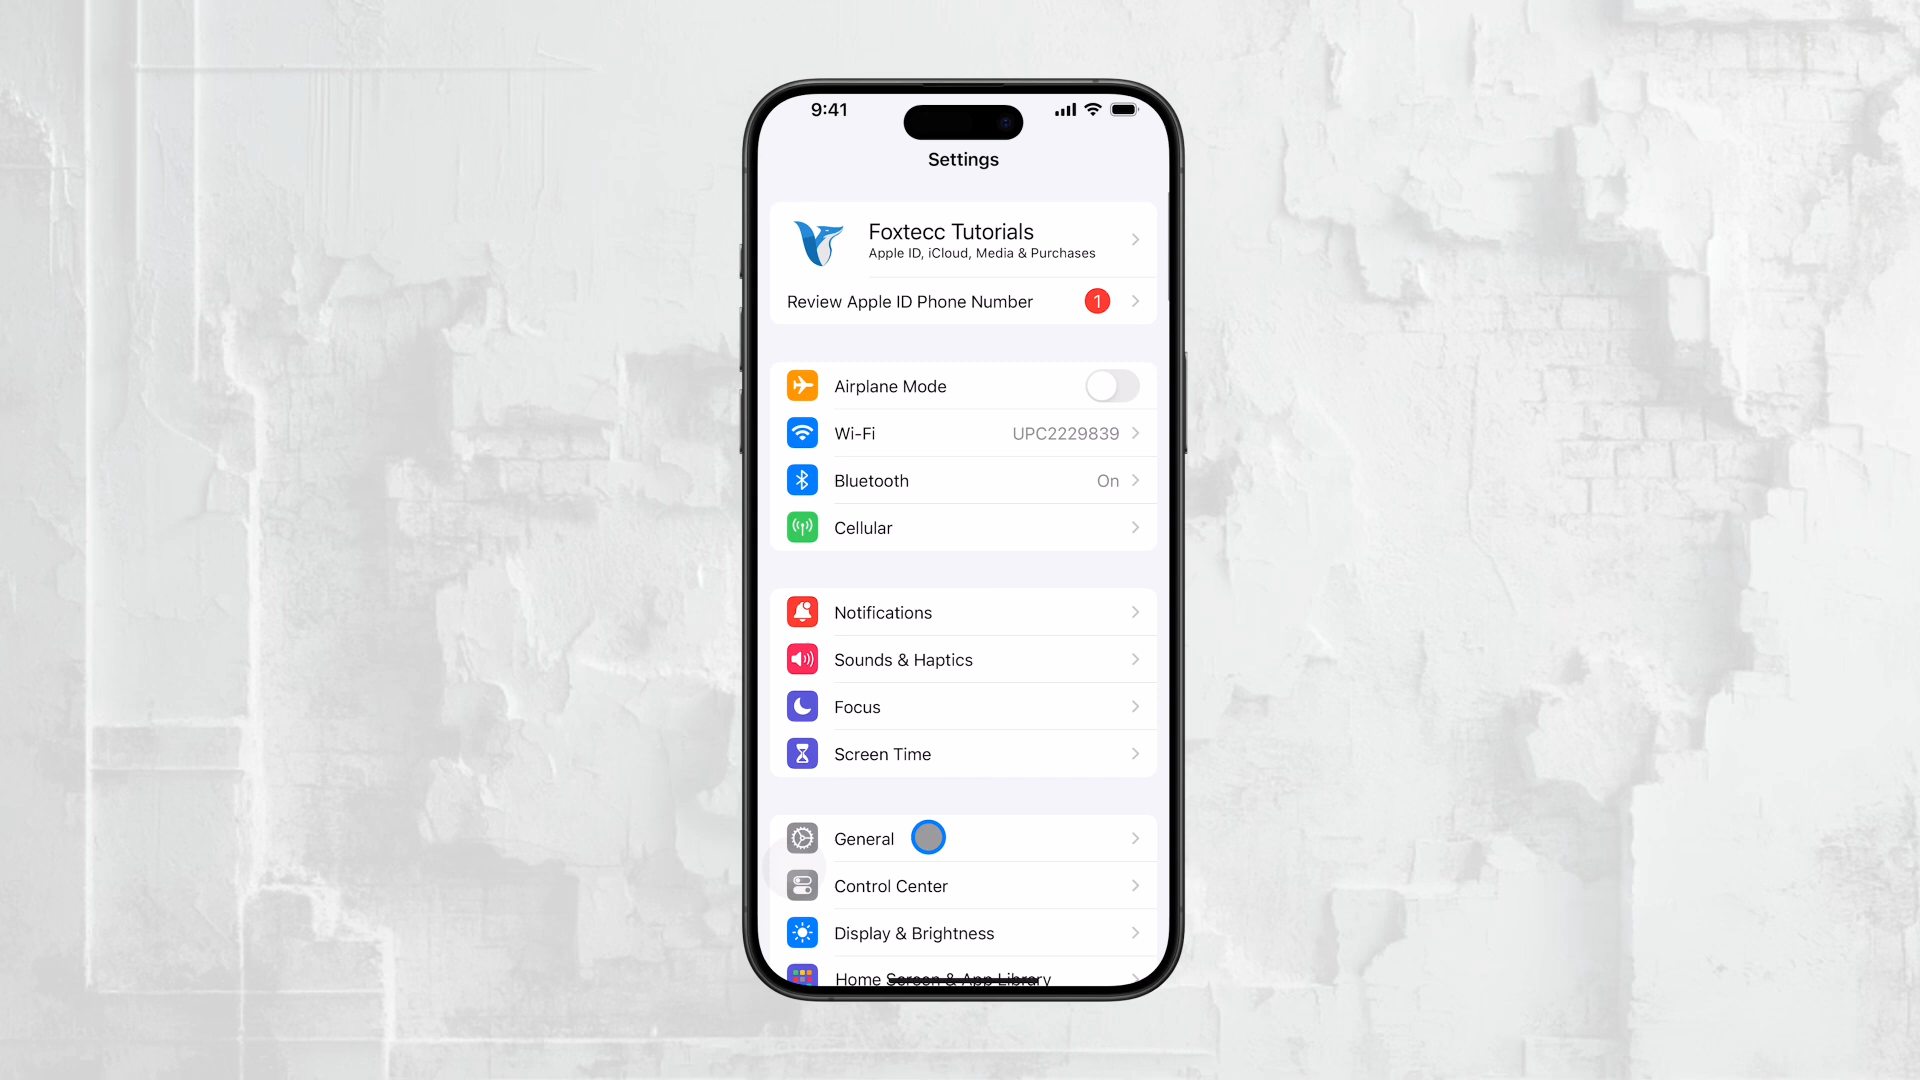 9:41
Settings
Foxtecc Tutorials
Apple ID, iCloud, Media & Purchases
Review Apple ID Phone Number 1
Airplane Mode
Wi-Fi UPC2229839
Bluetooth On
Cellular
Notifications
Sounds & Haptics
Focus
Screen Time
General
Control Center
Display & Brightness
Home Screen & App Library